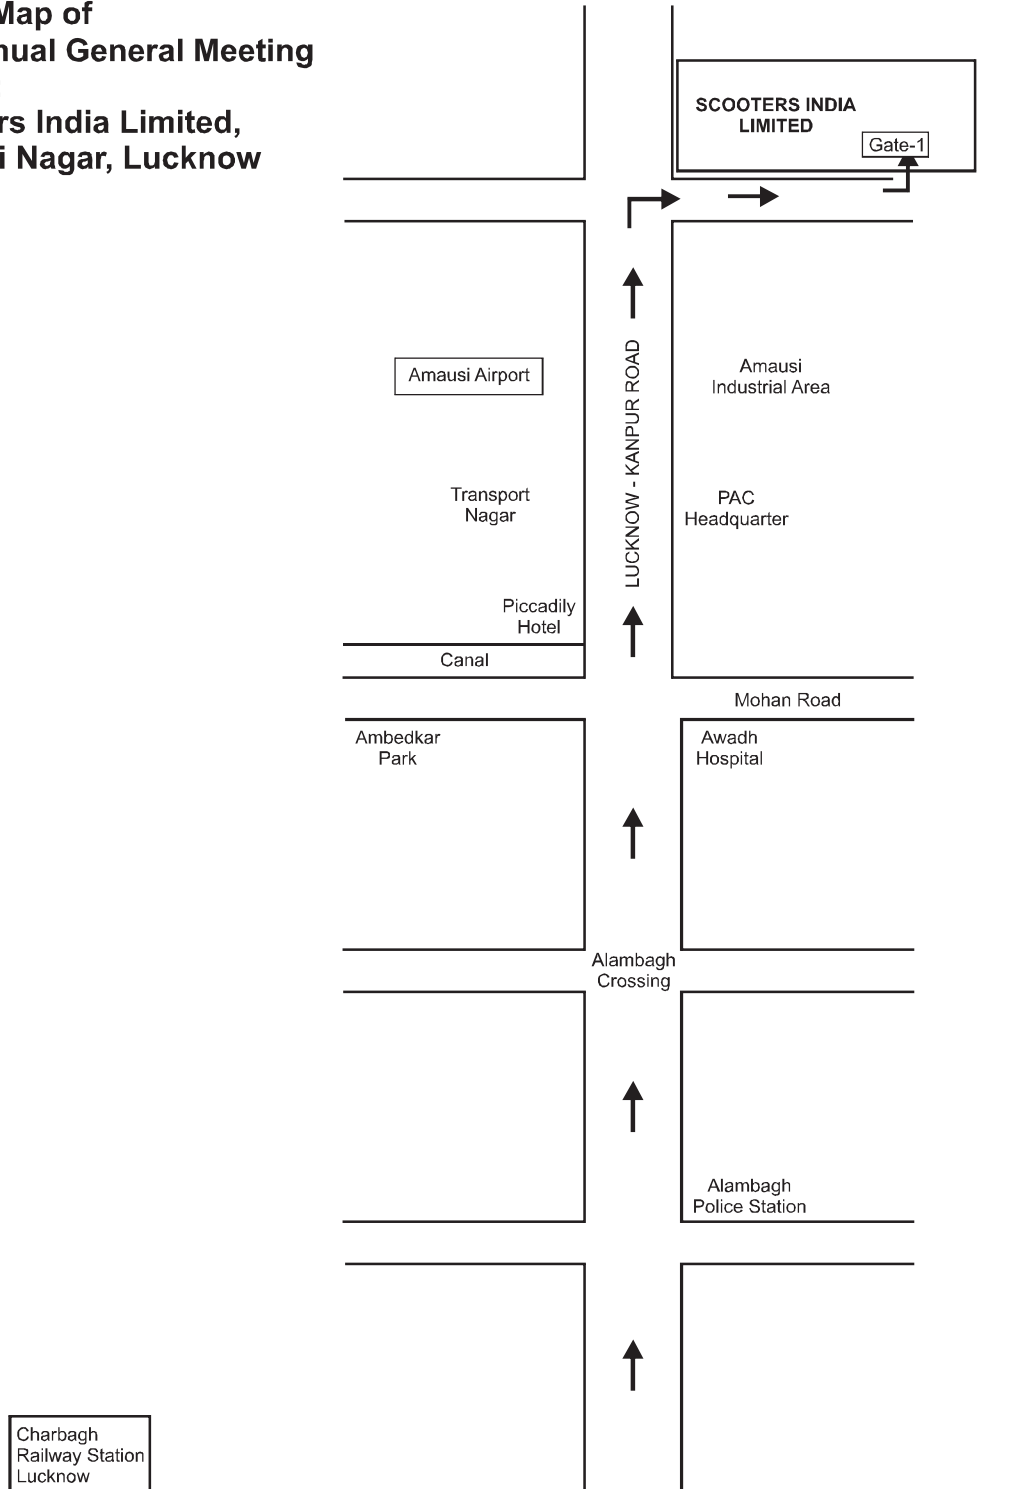 Map of
General Meeting
India Limited,
Nagar, Lucknow
SCOOTERS INDIA
LIMITED
Gate-1
Amausi Airport
LUCKNOW - KANPUR ROAD
Amausi
Industrial Area
Transport
Nagar
PAC
Headquarter
Piccadily
Hotel
Canal
Mohan Road
Ambedkar
Park
Awadh
Hospital
Alambagh
Crossing
Alambagh
Police Station
Charbagh
Railway Station
Lucknow